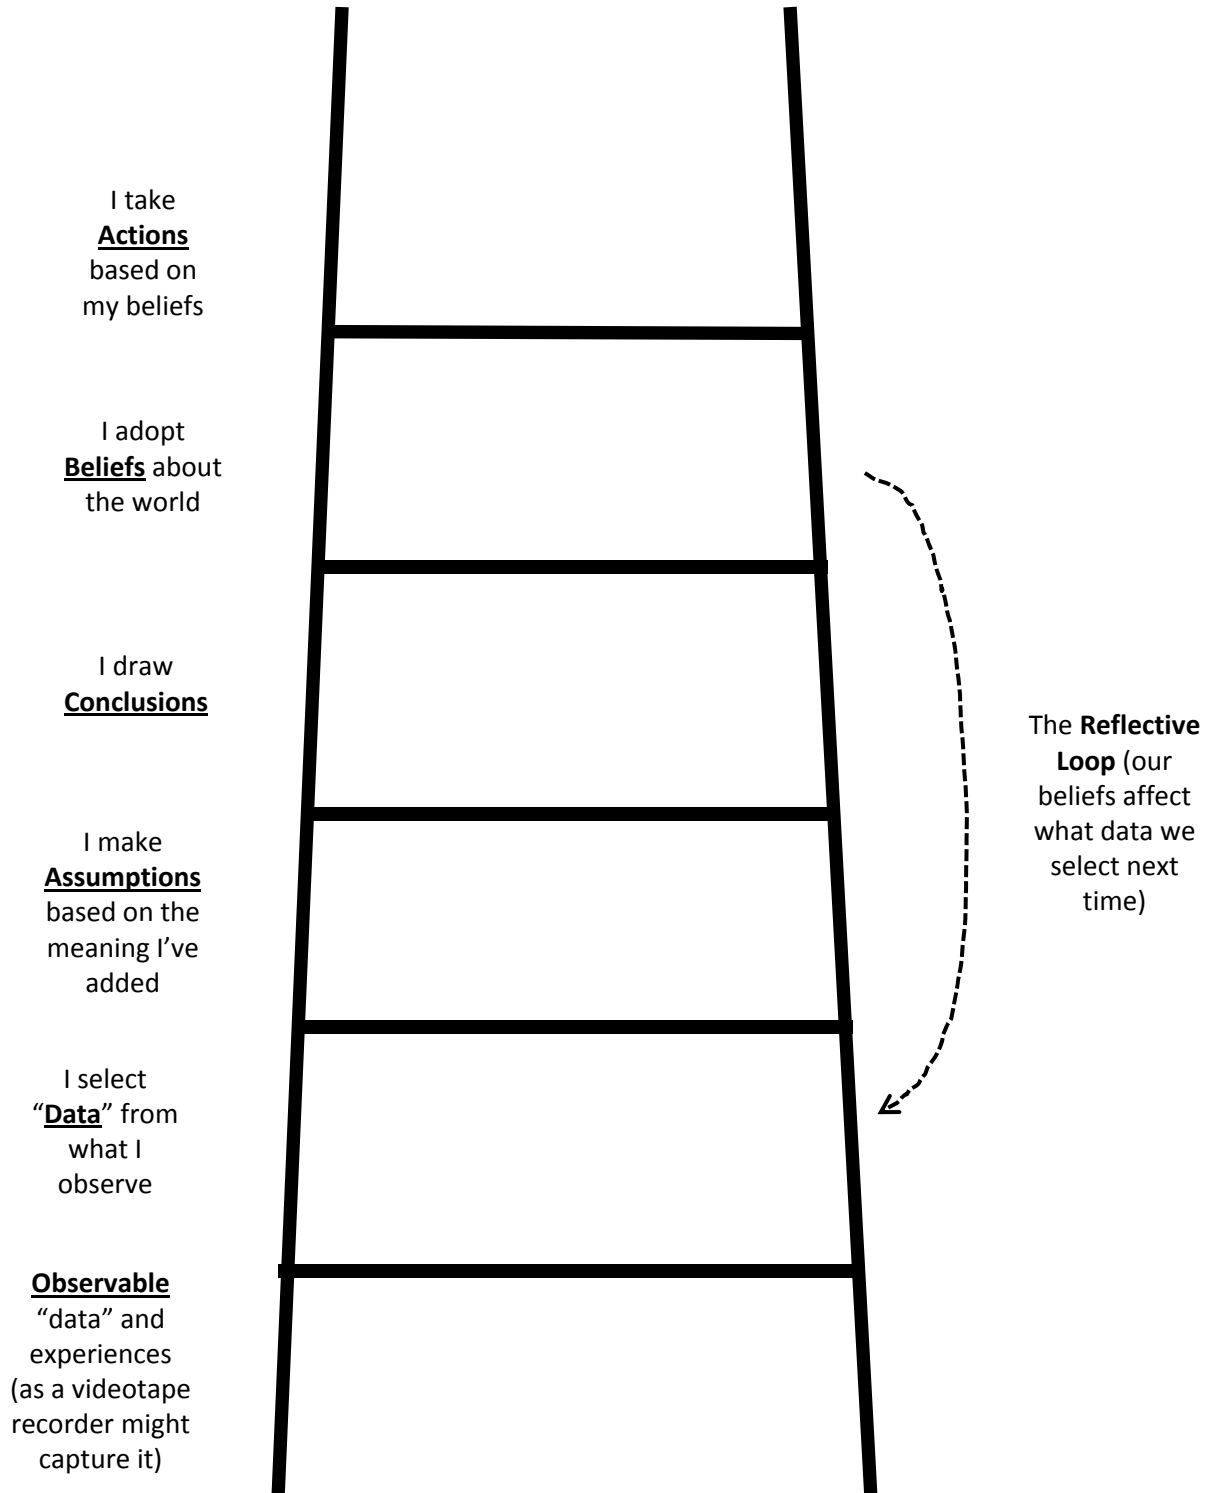 I take
Actions
based on
my beliefs
I adopt
Beliefs about
the world
I draw
Conclusions
The Reflective
Loop (our
beliefs affect
what data we
select next
time)
I make
Assumptions
based on the
meaning I’ve
added
I select
“Data” from
what I
observe
Observable
“data” and
experiences
(as a videotape
recorder might
capture it)